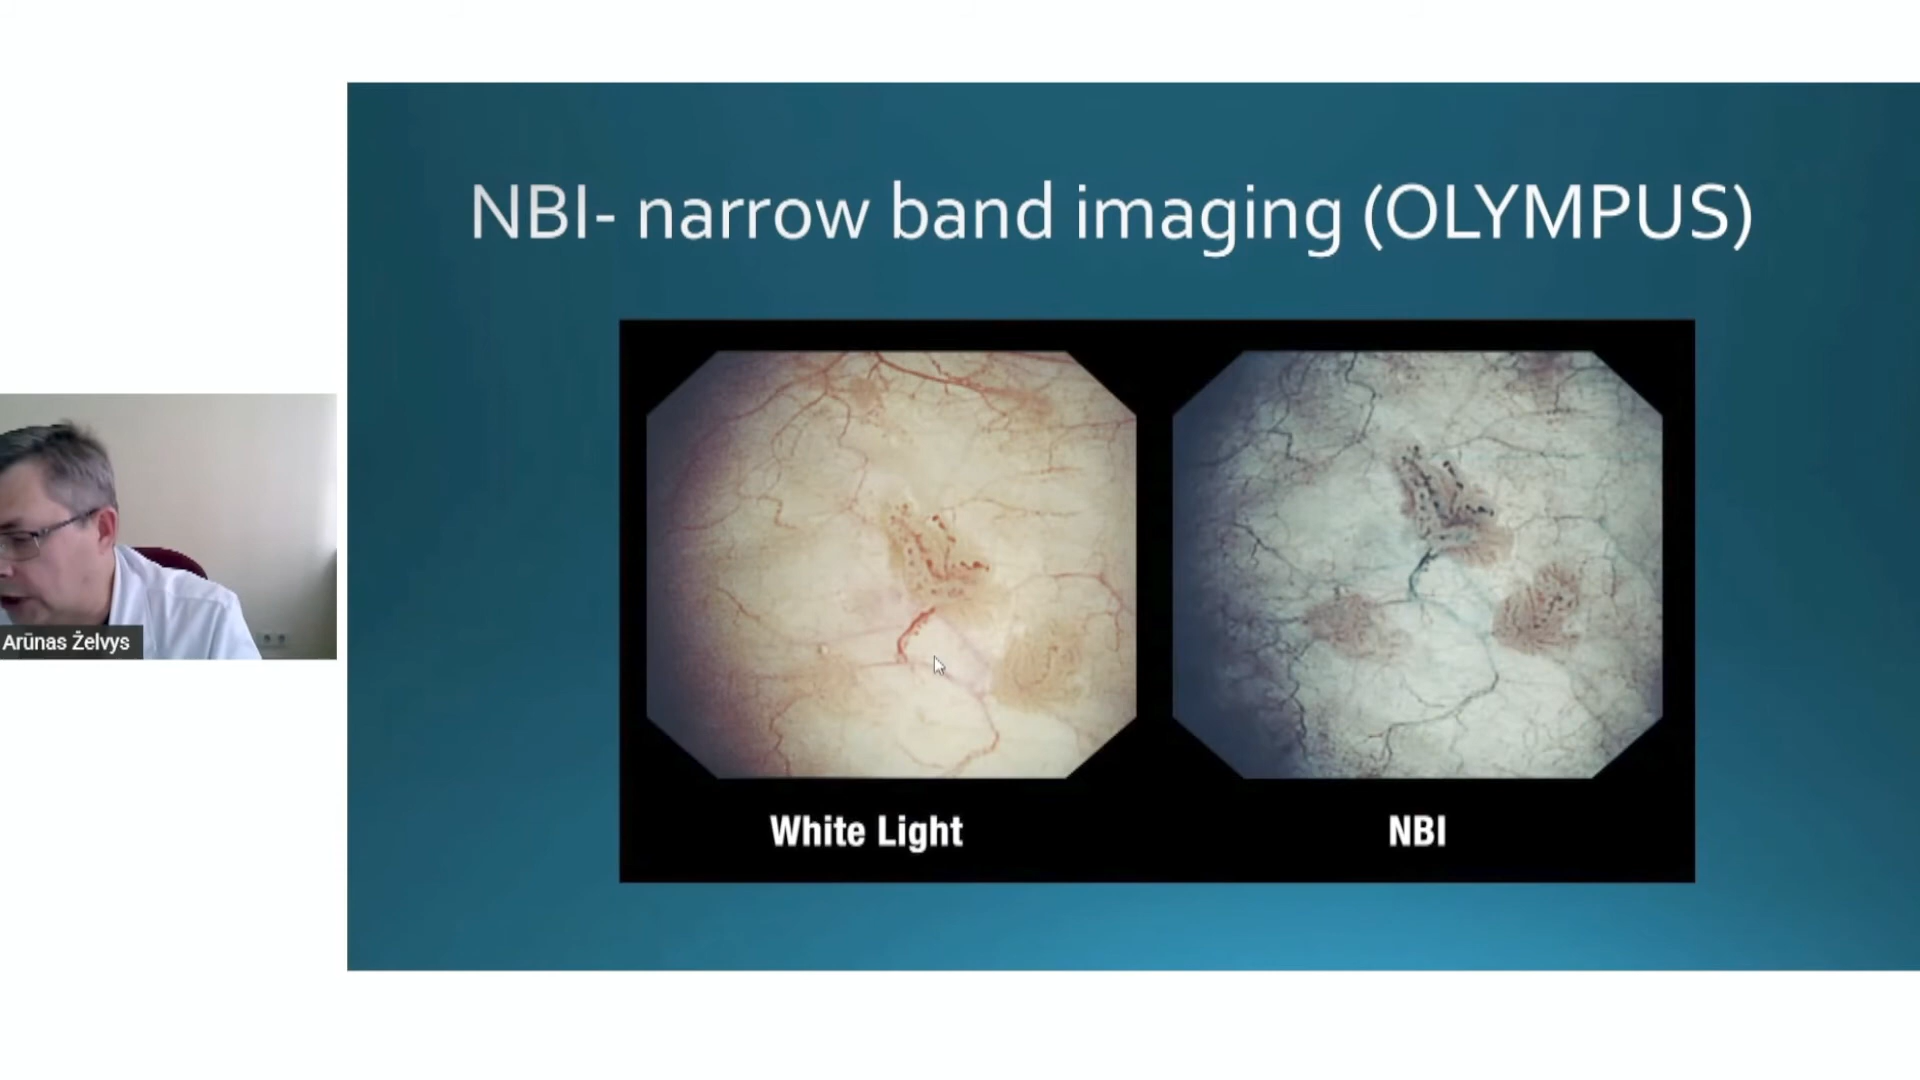 NBI- narrow band imaging (OLYMPUS)
White Light
NBI
Arūnas Želvys